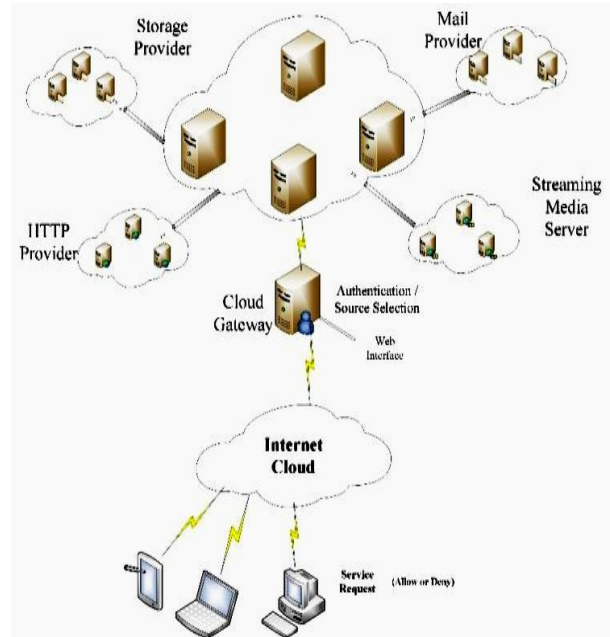 Storage
Provider
Mail
Provider
HTTP
Provider
Streaming
Media
Server
Cloud
Gateway
Authentication /
Source Selection
Web
Interface
Internet
Cloud
Service
Request
(Allow or Deny)